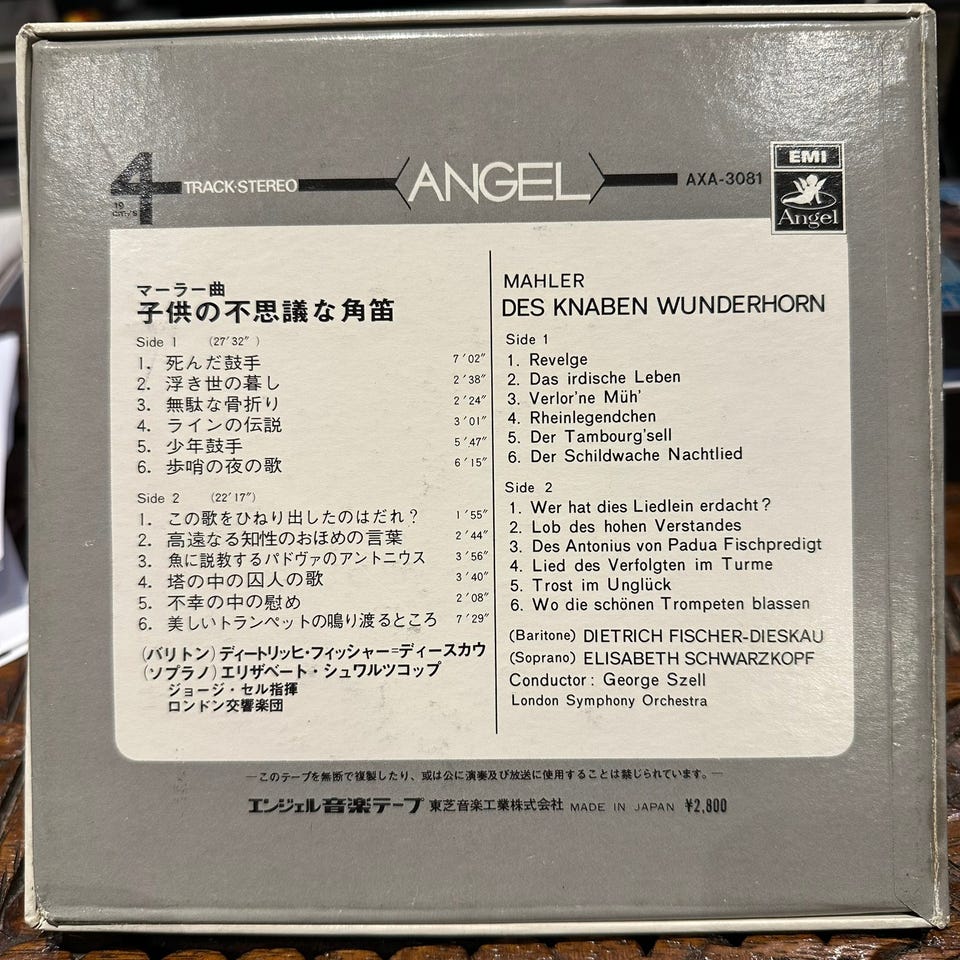 4 TRACK·STEREO
19 cm/s
ANGEL
AXA-3081
EMI
Angel
マーラー曲
子供の不思議な角笛
Side 1 (27′32″)
1. 死んだ鼓手 7′02″
2. 浮き世の暮し 2′38″
3. 無駄な骨折り 2′24″
4. ラインの伝説 3′01″
5. 少年鼓手 5′47″
6. 歩哨の夜の歌 6′15″
Side 2 (22′17″)
1. この歌をひねり出したのはだれ? 1′55″
2. 高遠なる知性のおほめの言葉 2′44″
3. 魚に説教するパドヴァのアントニウス 3′56″
4. 塔の中の囚人の歌 3′40″
5. 不幸の中の慰め 2′08″
6. 美しいトランペットの鳴り渡るところ 7′29″
(バリトン) ディートリッヒ・フィッシャー=ディースカウ
(ソプラノ) エリザベート・シュワルツコップ
ジョージ・セル指揮
ロンドン交響楽団
MAHLER
DES KNABEN WUNDERHORN
Side 1
1. Revelge
2. Das irdische Leben
3. Verlor'ne Müh'
4. Rheinlegendchen
5. Der Tambourg'sell
6. Der Schildwache Nachtlied
Side 2
1. Wer hat dies Liedlein erdacht?
2. Lob des hohen Verstandes
3. Des Antonius von Padua Fischpredigt
4. Lied des Verfolgten im Turme
5. Trost im Unglück
6. Wo die schönen Trompeten blassen
(Baritone) DIETRICH FISCHER-DIESKAU
(Soprano) ELISABETH SCHWARZKOPF
Conductor: George Szell
London Symphony Orchestra
—このテープを無断で複製したり、或は公に演奏及び放送に使用することは禁じられています。—
エンジェル音楽テープ 東芝音楽工業株式会社 MADE IN JAPAN ¥2,800